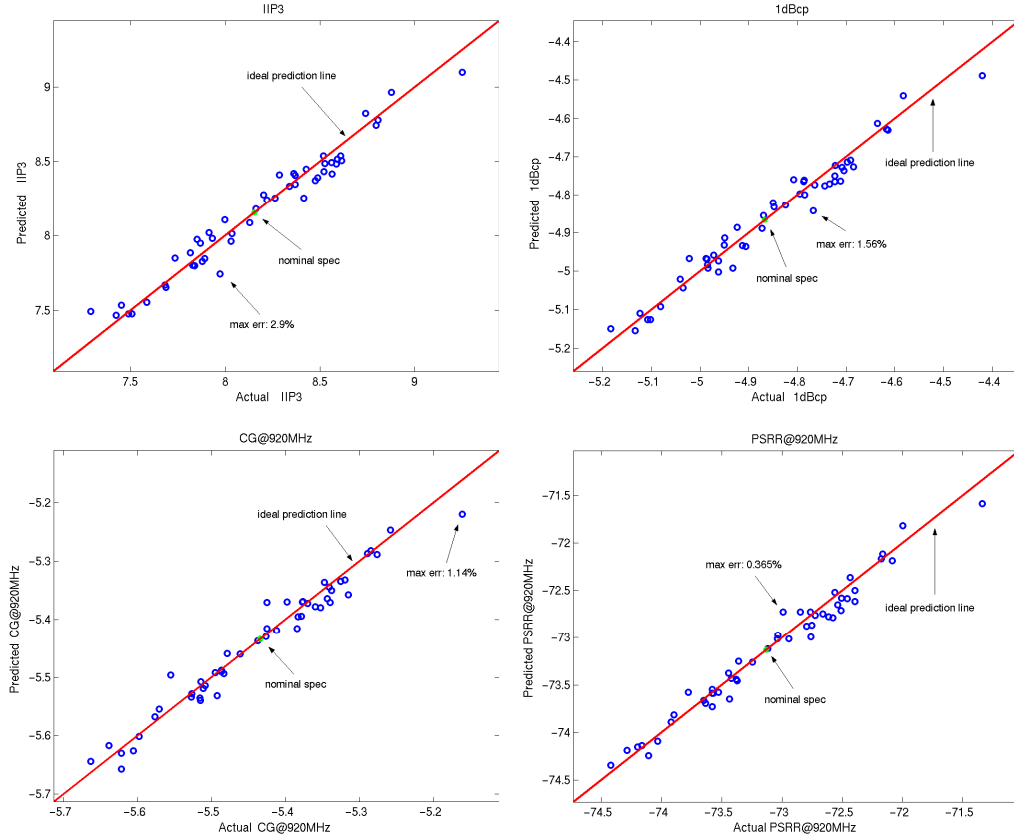 IIP3
9
8.5
8
7.5
Predicted IIP3
ideal prediction line
nominal spec
max err: 2.9%
7.5 8 8.5 9
Actual IIP3
1dBcp
−4.4
−4.5
−4.6
−4.7
−4.8
−4.9
−5
−5.1
−5.2
Predicted 1dBcp
ideal prediction line
max err: 1.56%
nominal spec
−5.2 −5.1 −5 −4.9 −4.8 −4.7 −4.6 −4.5 −4.4
Actual 1dBcp
CG@920MHz
−5.2
−5.3
−5.4
−5.5
−5.6
−5.7
Predicted CG@920MHz
ideal prediction line
max err: 1.14%
nominal spec
−5.7 −5.6 −5.5 −5.4 −5.3 −5.2
Actual CG@920MHz
PSRR@920MHz
−71.5
−72
−72.5
−73
−73.5
−74
−74.5
Predicted PSRR@920MHz
max err: 0.365%
ideal prediction line
nominal spec
−74.5 −74 −73.5 −73 −72.5 −72 −71.5
Actual PSRR@920MHz